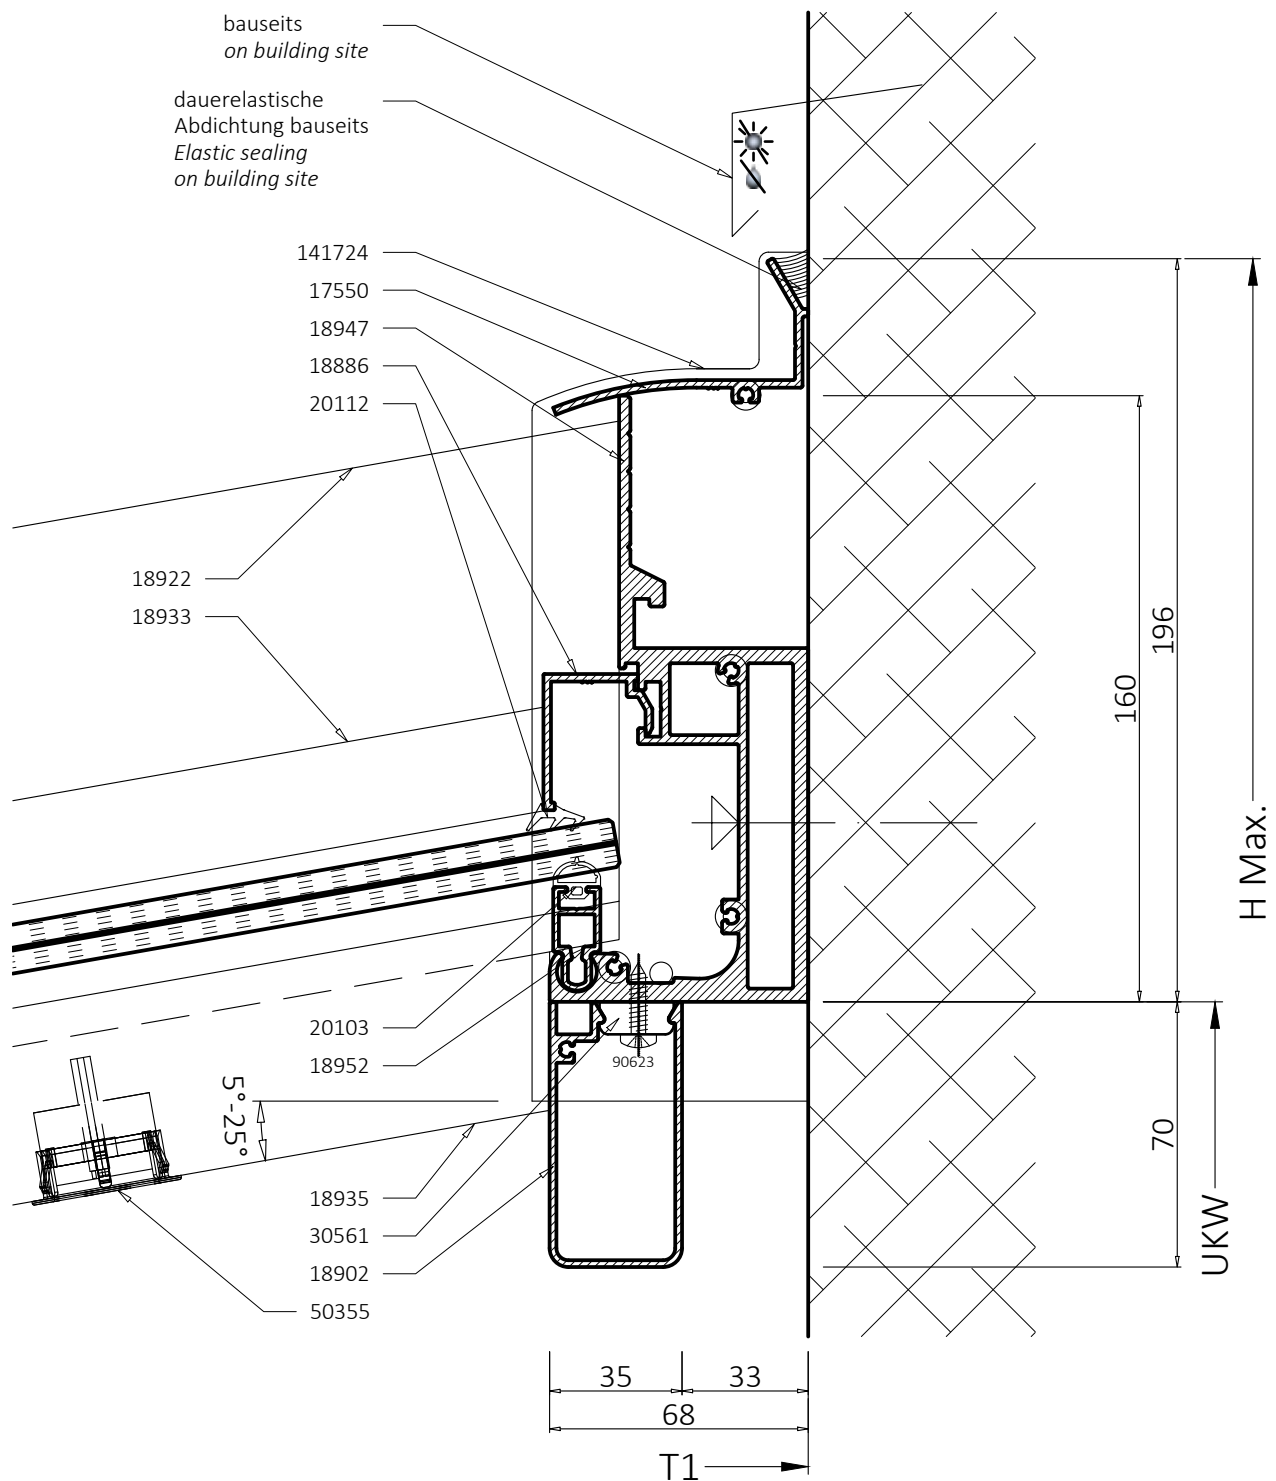 bauseits
on building site
dauerelastische
Abdichtung bauseits
Elastic sealing
on building site
141724
17550
18947
18886
20112
18922
18933
196
160
H Max.
20103
18952
90623
5°-25°
70
18935
30561
18902
50355
UKW
35
33
68
T1